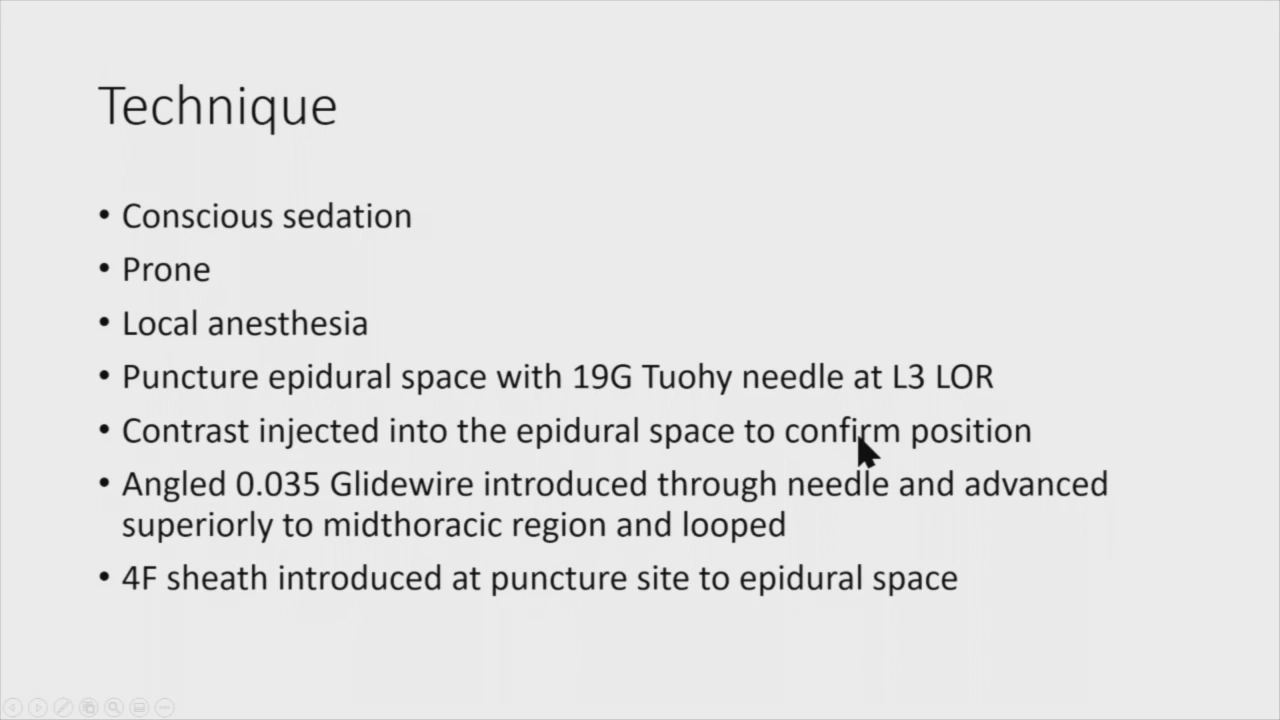 Technique
• Conscious sedation
• Prone
• Local anesthesia
• Puncture epidural space with 19G Tuohy needle at L3 LOR
• Contrast injected into the epidural space to confirm position
• Angled 0.035 Glidewire introduced through needle and advanced
superiorly to midthoracic region and looped
• 4F sheath introduced at puncture site to epidural space